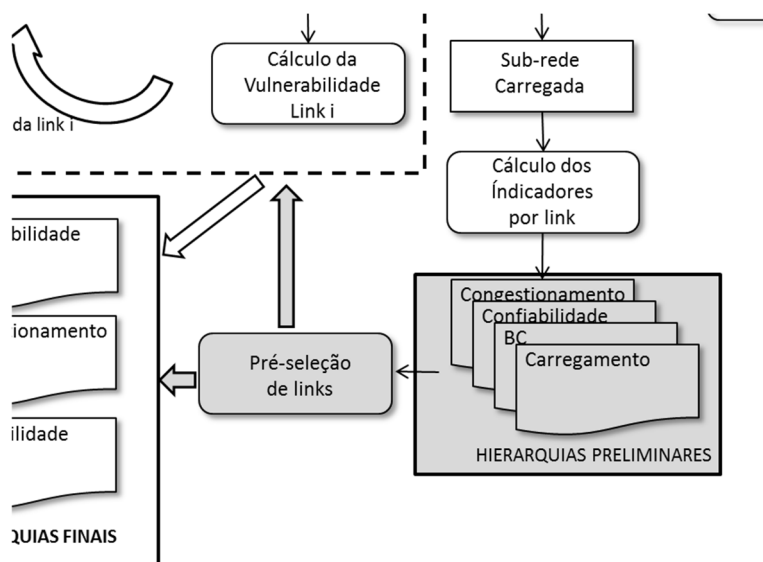 Cálculo da
Vulnerabilidade
Link i
Sub-rede
Carregada
da link i
Cálculo dos
Índicadores
por link
bilidade
Congestionamento
Confiabilidade
BC
Carregamento
ionamento
Pré-seleção
de links
ilidade
HIERARQUIAS PRELIMINARES
QUIAS FINAIS